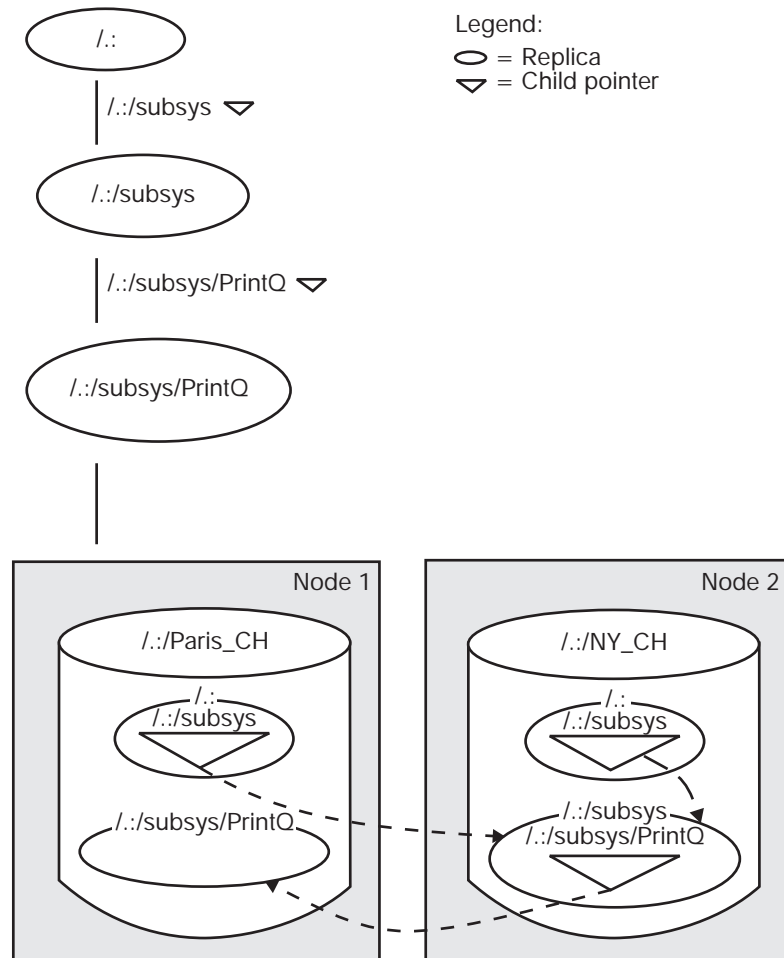 /.:
Legend:
= Replica
= Child pointer
/.:/subsys
/.:/subsys
/.:/subsys/PrintQ
/.:/subsys/PrintQ
Node 1
/.:/Paris_CH
/.:
/.:/subsys
/.:/subsys/PrintQ
Node 2
/.:/NY_CH
/.:
/.:/subsys
/.:/subsys
/.:/subsys/PrintQ